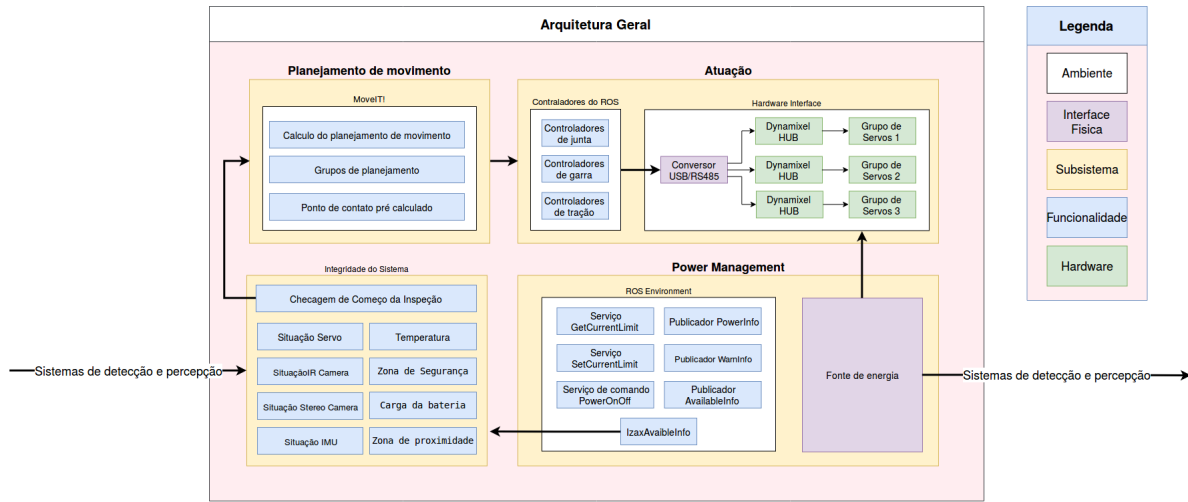 Arquitetura Geral
Planejamento de movimento
MoveIT!
Calculo do planejamento de movimento
Grupos de planejamento
Ponto de contato pré calculado
Atuação
Contraladores do ROS
Controladores
de junta
Controladores
de garra
Controladores
de tração
Hardware Interface
Conversor
USB/RS485
Dynamixel
HUB
Grupo de
Servos 1
Dynamixel
HUB
Grupo de
Servos 2
Dynamixel
HUB
Grupo de
Servos 3
Integridade do Sistema
Checagem de Começo da Inspeção
Situação Servo
Temperatura
SituaçãoIR Camera
Zona de Segurança
Situação Stereo Camera
Carga da bateria
Situação IMU
Zona de proximidade
Sistemas de detecção e percepção
Power Management
ROS Environment
Serviço
GetCurrentLimit
Publicador PowerInfo
Serviço
SetCurrentLimit
Publicador WarnInfo
Serviço de comando
PowerOnOff
Publicador
AvailableInfo
IzaxAvaibleInfo
Fonte de energia
Sistemas de detecção e percepção
Legenda
Ambiente
Interface
Fisica
Subsistema
Funcionalidade
Hardware